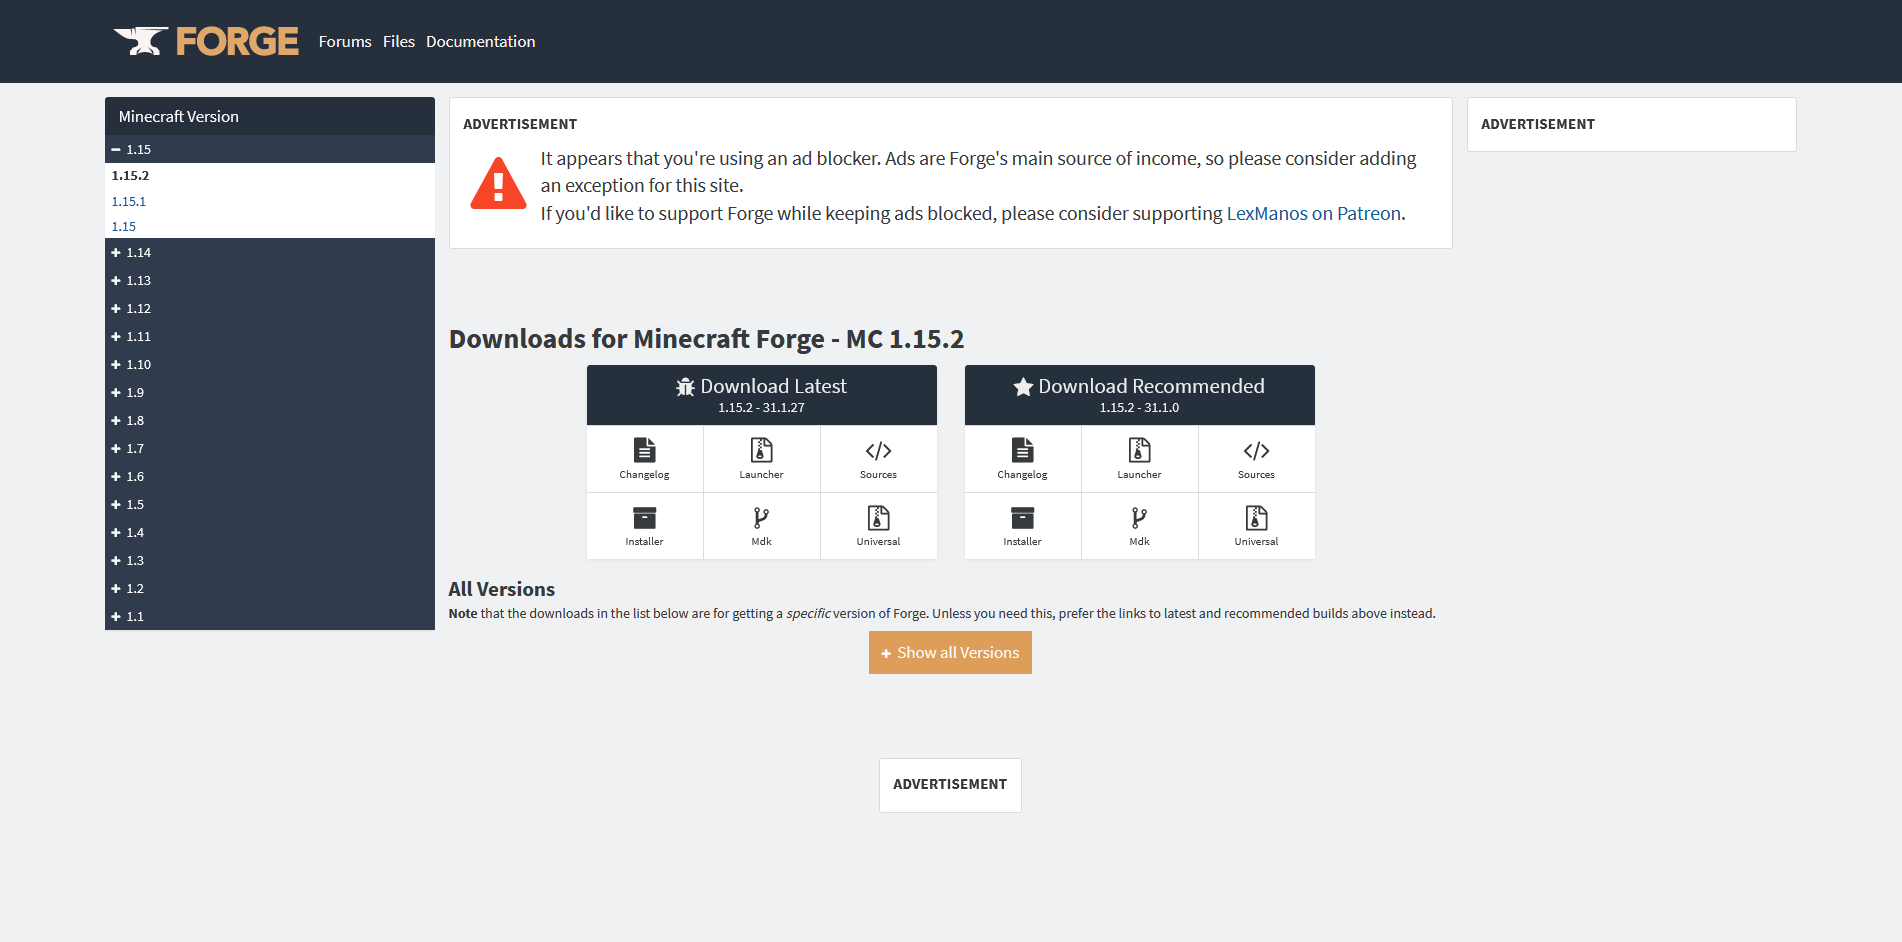 FORGE Forums Files Documentation
Minecraft Version
1.15
1.15.2
1.15.1
1.15
1.14
1.13
1.12
1.11
1.10
1.9
1.8
1.7
1.6
1.5
1.4
1.3
1.2
1.1
ADVERTISEMENT
It appears that you're using an ad blocker. Ads are Forge's main source of income, so please consider adding
an exception for this site.
If you'd like to support Forge while keeping ads blocked, please consider supporting LexManos on Patreon.
Downloads for Minecraft Forge - MC 1.15.2
Download Latest
1.15.2 - 31.1.27
Changelog Launcher Sources
Installer Mdk Universal
Download Recommended
1.15.2 - 31.1.0
Changelog Launcher Sources
Installer Mdk Universal
All Versions
Note that the downloads in the list below are for getting a specific version of Forge. Unless you need this, prefer the links to latest and recommended builds above instead.
Show all Versions
ADVERTISEMENT
ADVERTISEMENT